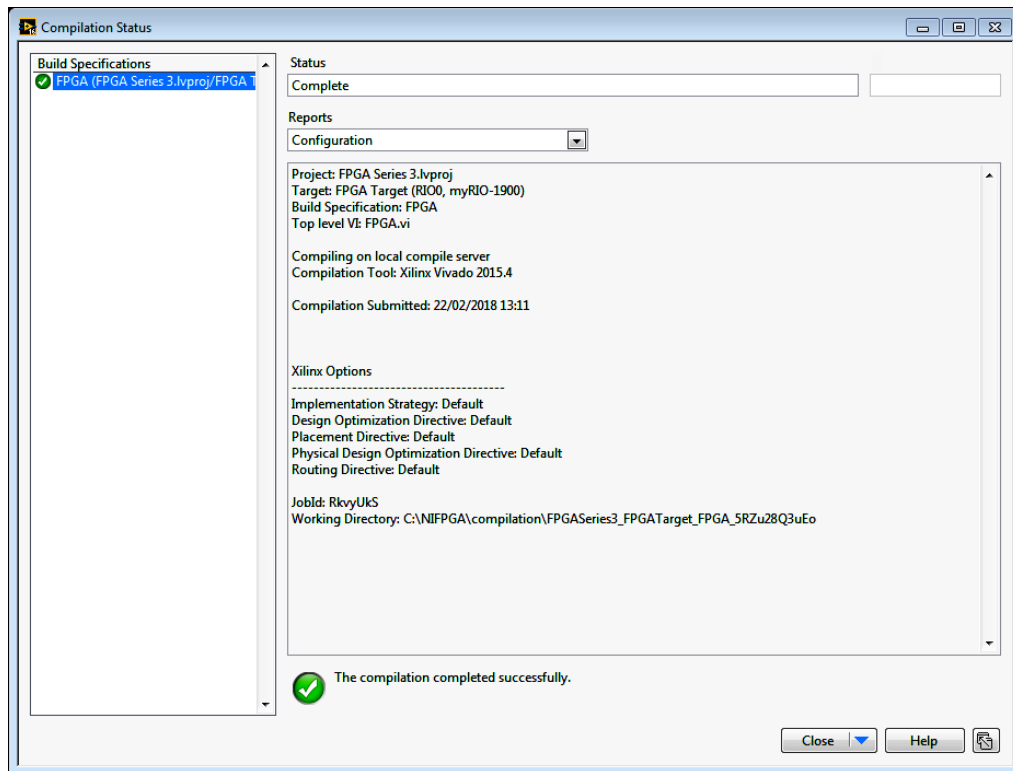 Compilation Status
Build Specifications
FPGA (FPGA Series 3.lvproj/FPGA T
Status
Complete
Reports
Configuration
Project: FPGA Series 3.lvproj
Target: FPGA Target (RIO0, myRIO-1900)
Build Specification: FPGA
Top level VI: FPGA.vi
Compiling on local compile server
Compilation Tool: Xilinx Vivado 2015.4
Compilation Submitted: 22/02/2018 13:11
Xilinx Options
---------------------------------------
Implementation Strategy: Default
Design Optimization Directive: Default
Placement Directive: Default
Physical Design Optimization Directive: Default
Routing Directive: Default
JobId: RkvyUkS
Working Directory: C:\NIFPGA\compilation\FPGASeries3_FPGATarget_FPGA_5RZu28Q3uEo
The compilation completed successfully.
Close
Help